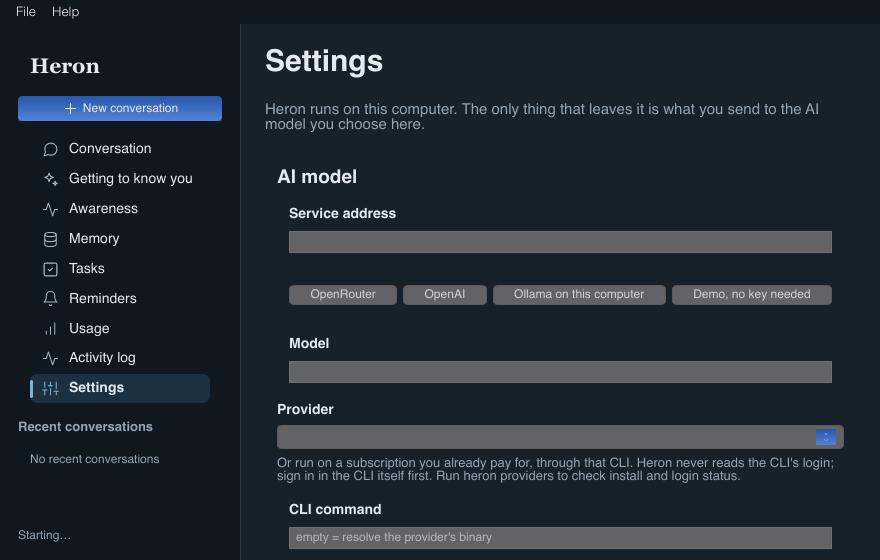 File Help
Heron
New conversation
Conversation
Getting to know you
Awareness
Memory
Tasks
Reminders
Usage
Activity log
Settings
Recent conversations
No recent conversations
Starting…
Settings
Heron runs on this computer. The only thing that leaves it is what you send to the AI
model you choose here.
AI model
Service address
OpenRouter OpenAI Ollama on this computer Demo, no key needed
Model
Provider
Or run on a subscription you already pay for, through that CLI. Heron never reads the CLI's login;
sign in in the CLI itself first. Run heron providers to check install and login status.
CLI command
empty = resolve the provider's binary